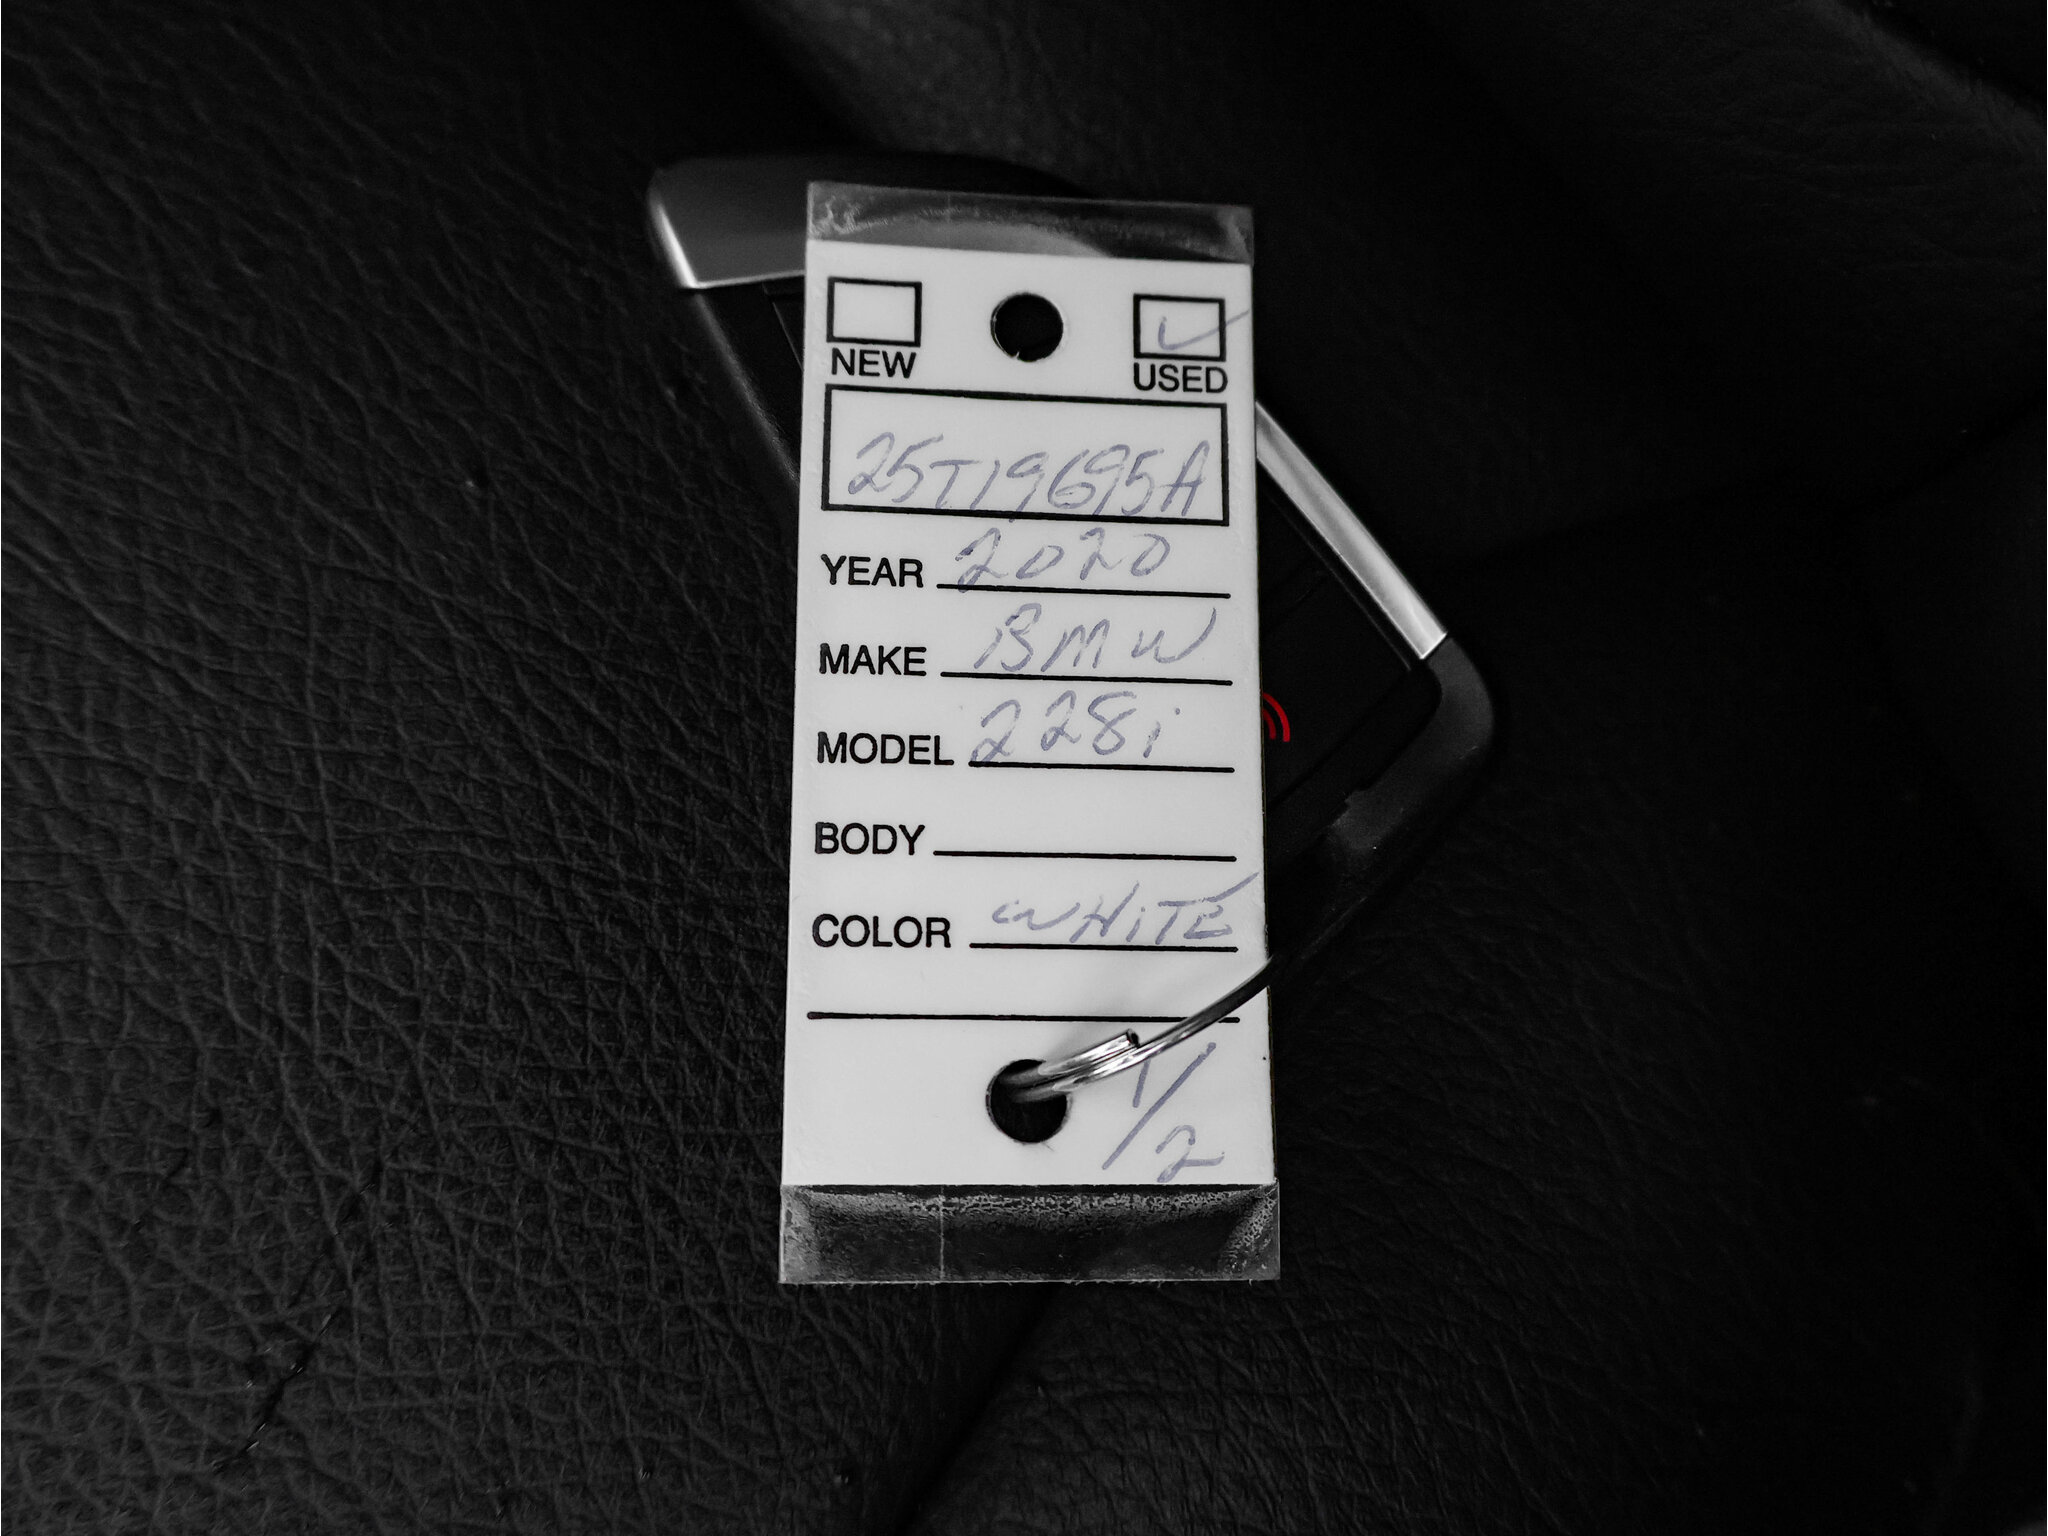 NEW USED
25T19695A
YEAR 2020
MAKE BMW
MODEL 228i
BODY
COLOR WHITE
1/2